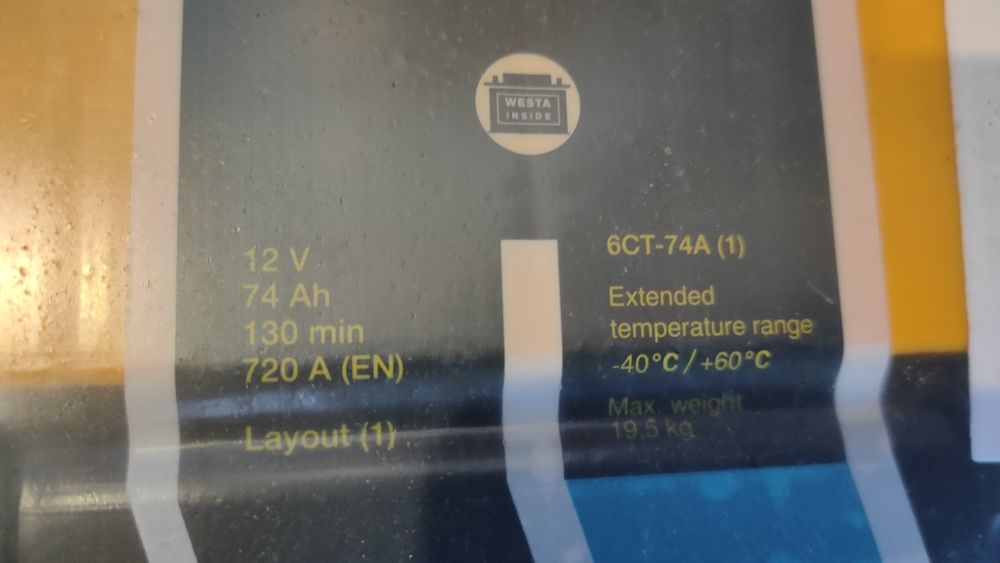 WESTA
INSIDE
12 V
74 Ah
130 min
720 A (EN)
Layout (1)
6CT-74A (1)
Extended
temperature range
-40°C / +60°C
Max. weight
19,5 kg